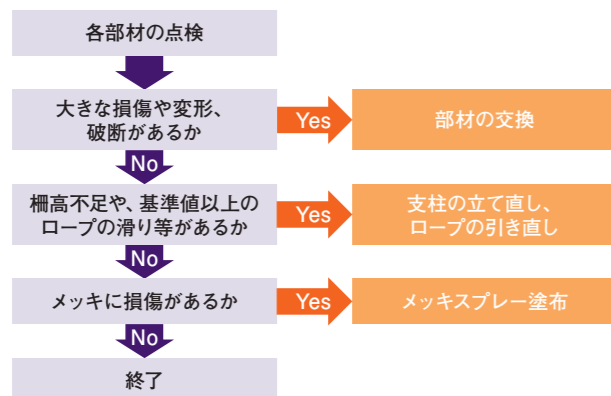 各部材の点検
大きな損傷や変形、
破断があるか
Yes
部材の交換
No
柵高不足や、基準値以上の
ロープの滑り等があるか
Yes
支柱の立て直し、
ロープの引き直し
No
メッキに損傷があるか
Yes
メッキスプレー塗布
No
終了